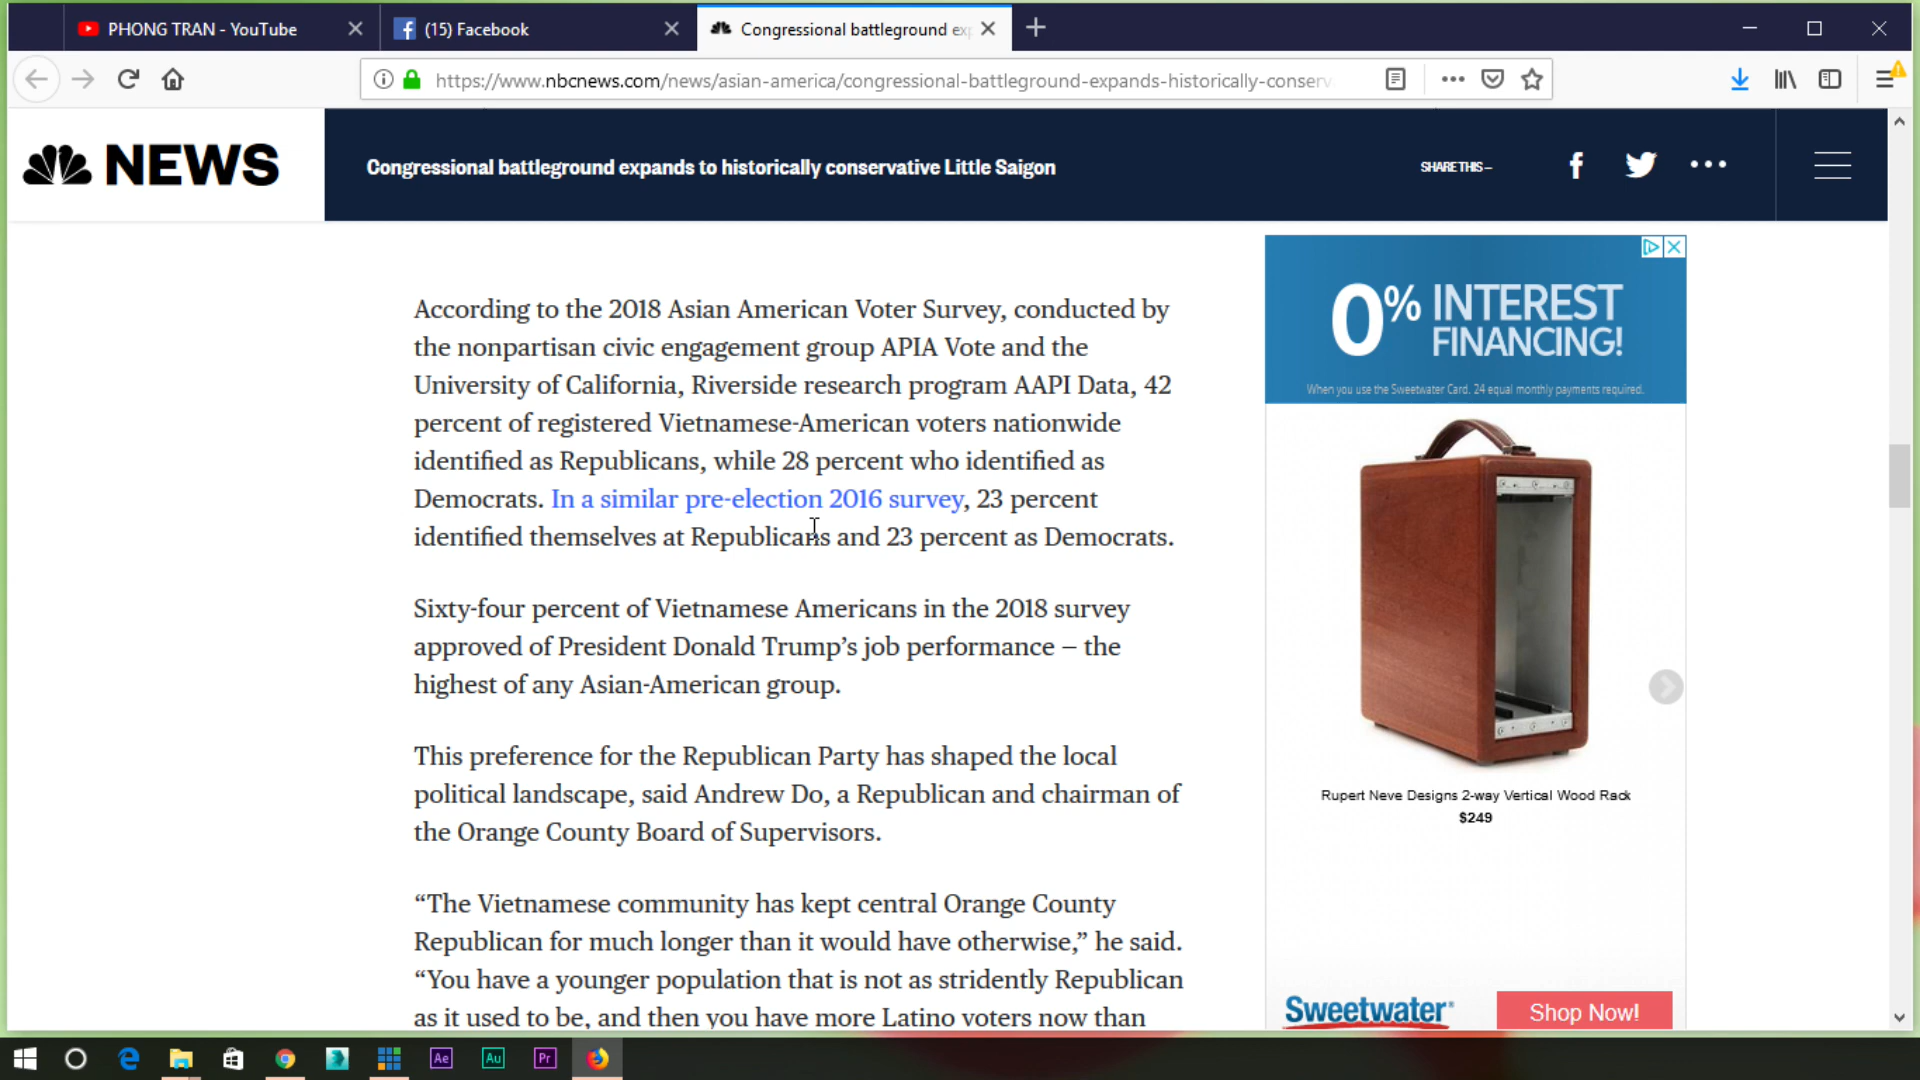 PHONG TRAN - YouTube
(15) Facebook
Congressional battleground exp
https://www.nbcnews.com/news/asian-america/congressional-battleground-expands-historically-conserv
NEWS
Congressional battleground expands to historically conservative Little Saigon
SHARE THIS —
According to the 2018 Asian American Voter Survey, conducted by
the nonpartisan civic engagement group APIA Vote and the
University of California, Riverside research program AAPI Data, 42
percent of registered Vietnamese-American voters nationwide
identified as Republicans, while 28 percent who identified as
Democrats. In a similar pre-election 2016 survey, 23 percent
identified themselves at Republicans and 23 percent as Democrats.
Sixty-four percent of Vietnamese Americans in the 2018 survey
approved of President Donald Trump’s job performance — the
highest of any Asian-American group.
This preference for the Republican Party has shaped the local
political landscape, said Andrew Do, a Republican and chairman of
the Orange County Board of Supervisors.
“The Vietnamese community has kept central Orange County
Republican for much longer than it would have otherwise,” he said.
“You have a younger population that is not as stridently Republican
as it used to be, and then you have more Latino voters now than
0% INTEREST
FINANCING!
When you use the Sweetwater Card. 24 equal monthly payments required.
Rupert Neve Designs 2-way Vertical Wood Rack
$249
Sweetwater
Shop Now!
Ae
Au
Pr